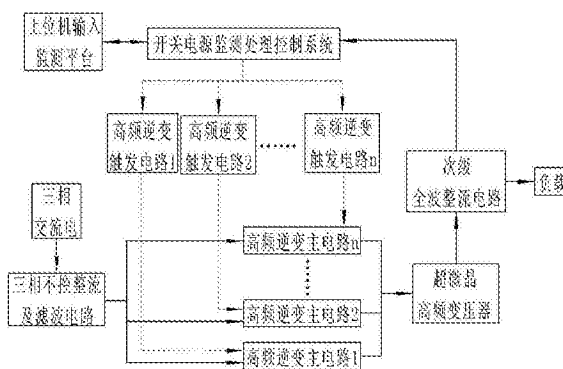 上位机输入
监测平台
开关电源监测处理控制系统
高频逆变
触发电路1
高频逆变
触发电路2
高频逆变
触发电路n
次级
全波整流电路
负载
三相
交流电
三相不控整流
及滤波电路
高频逆变主电路n
高频逆变主电路2
高频逆变主电路1
超微晶
高频变压器